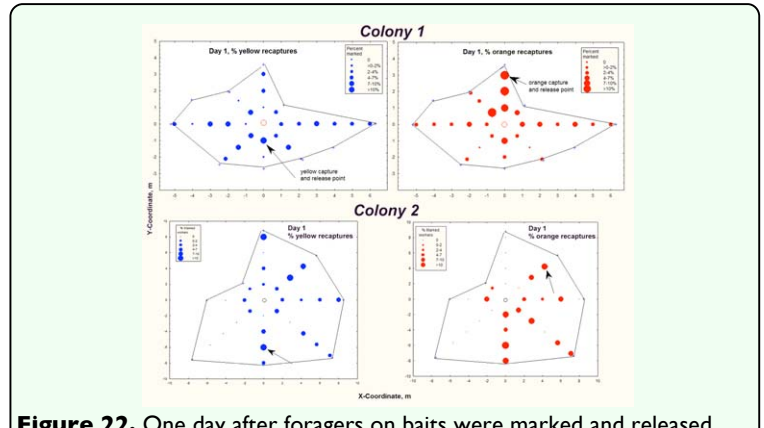 Colony 1
Day 1, % yellow recaptures
Percent
marked
0
>0-2%
2-4%
4-7%
7-10%
>10%
yellow capture
and release point
Day 1, % orange recaptures
Percent
marked
0
>0-2%
2-4%
4-7%
7-10%
>10%
orange capture
and release point
Y-Coordinate, m
Colony 2
Day 1
% yellow recaptures
Day 1
% orange recaptures
X-Coordinate, m
Figure 22. One day after foragers on baits were marked and released